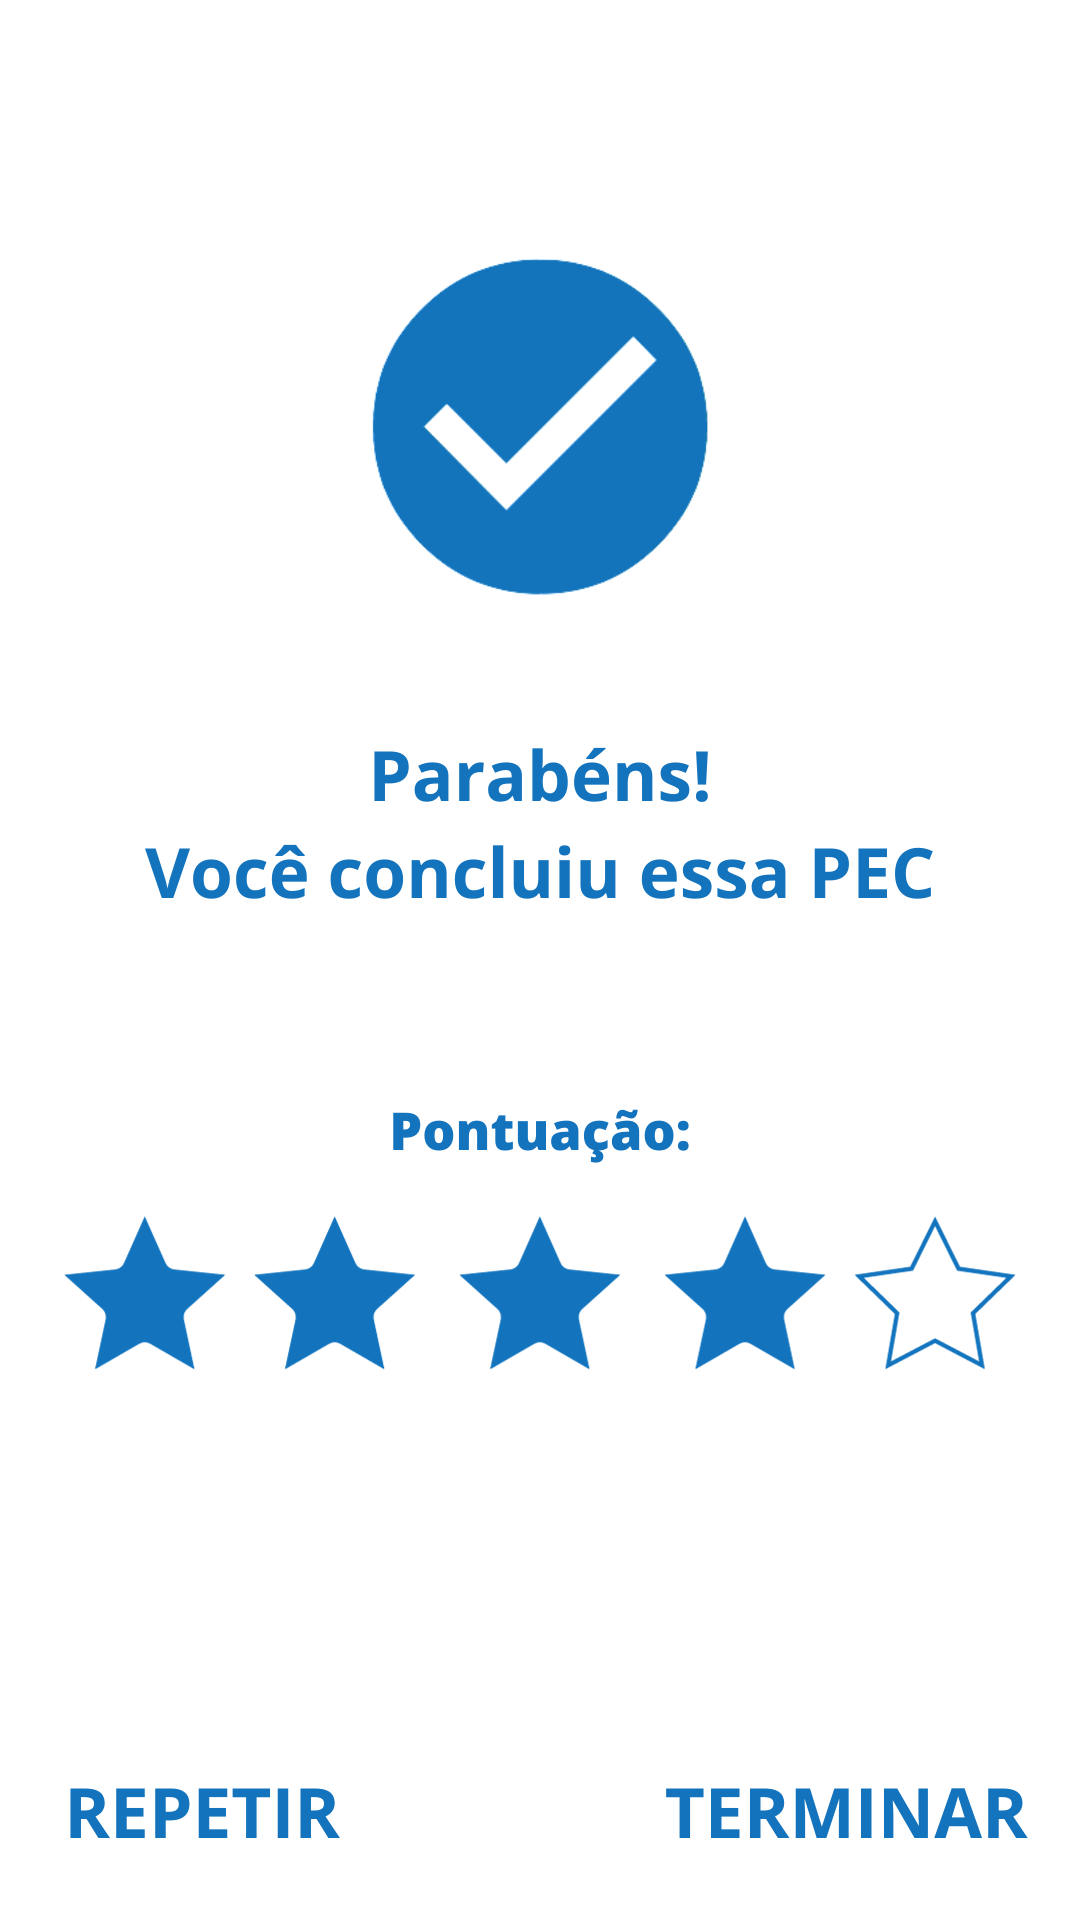 Parabéns!
Você concluiu essa PEC
Pontuação:
REPETIR
TERMINAR